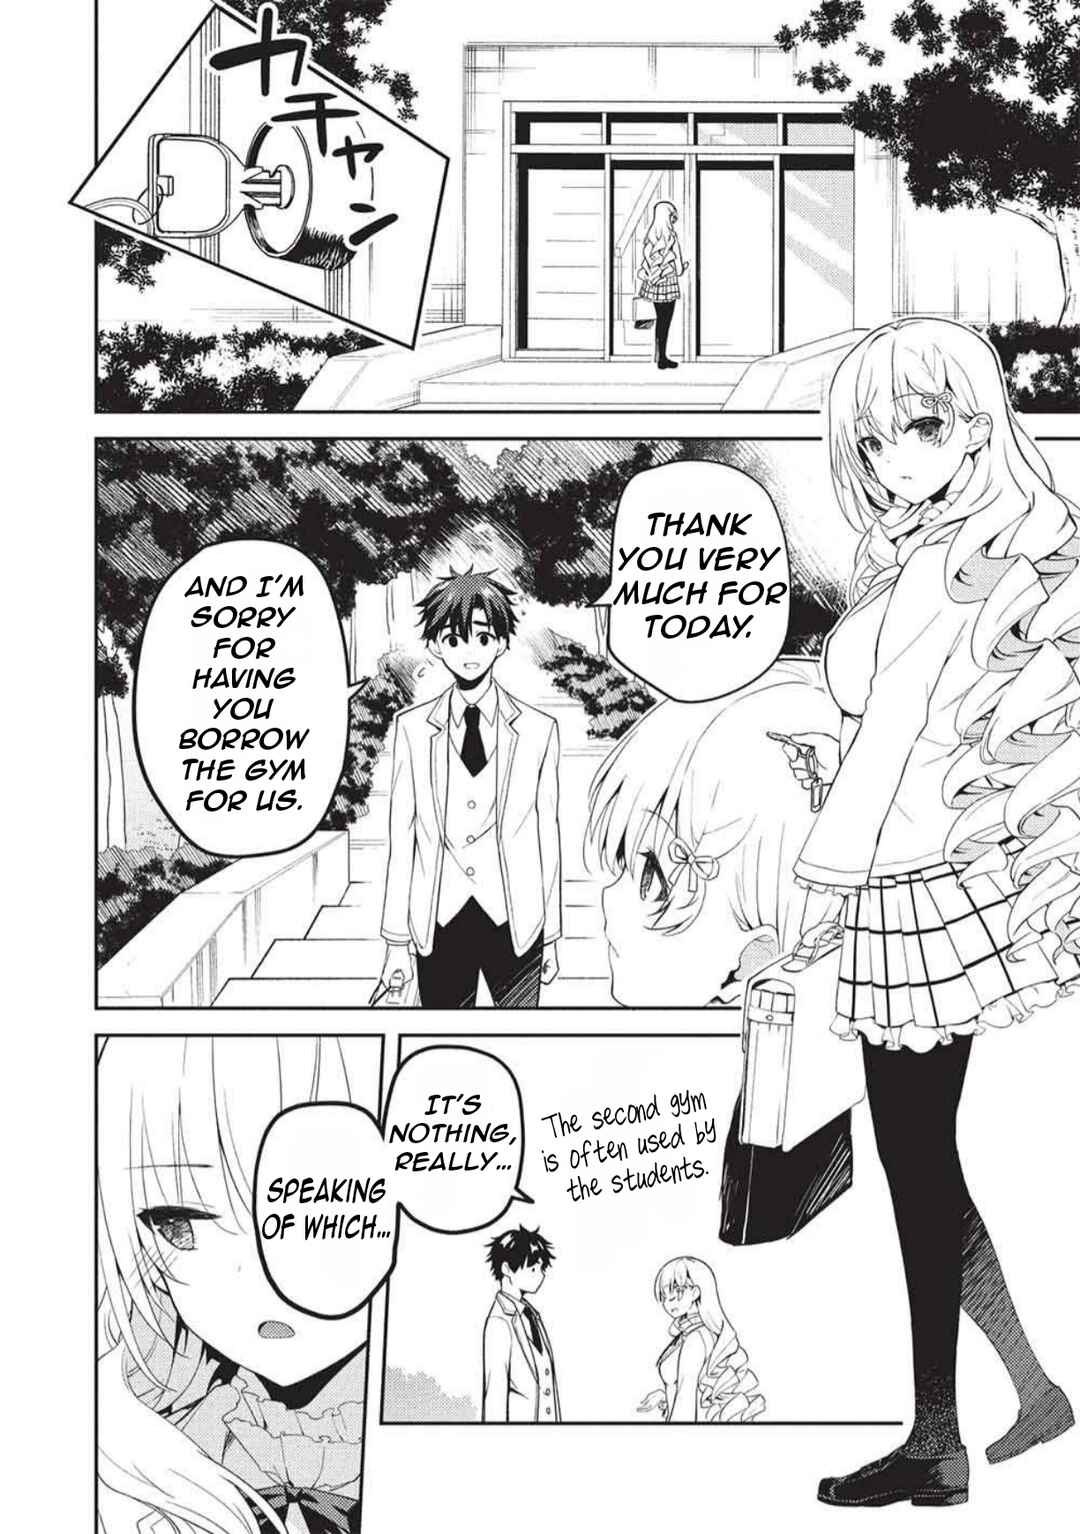 ガチャン
THANK
YOU VERY
MUCH FOR
TODAY.
AND I'M
SORRY
FOR
HAVING
YOU
BORROW
THE GYM
FOR US.
IT'S
NOTHING,
REALLY...
The second gym
is often used by
the students.
SPEAKING
OF WHICH...